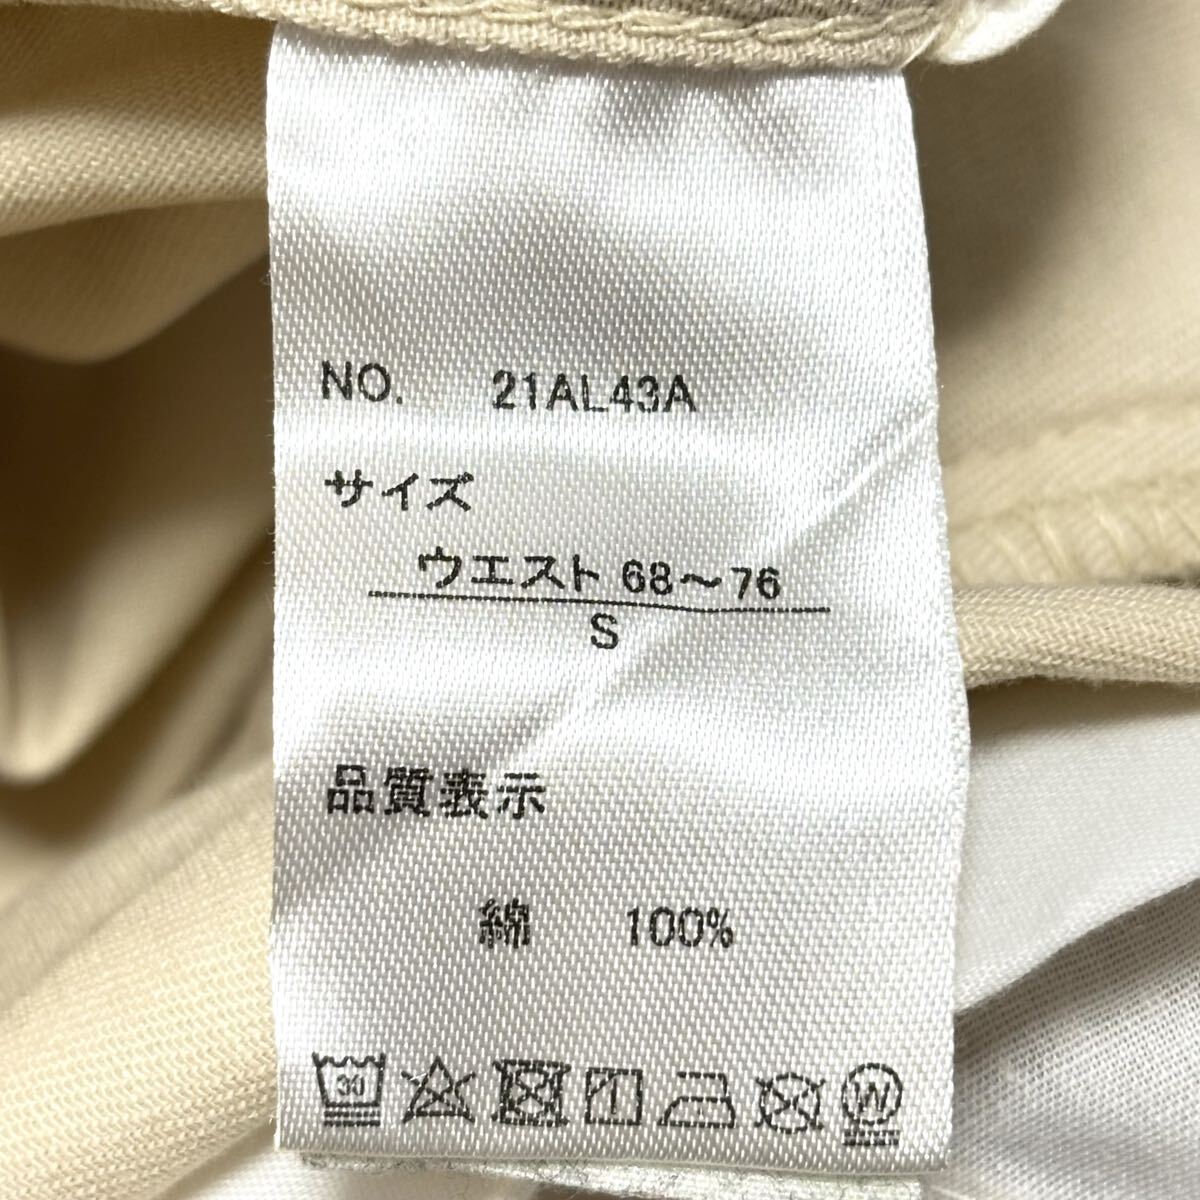 NO. 21AL43A
サイズ
ウエスト 68～76
S
品質表示
綿 100%
30 W